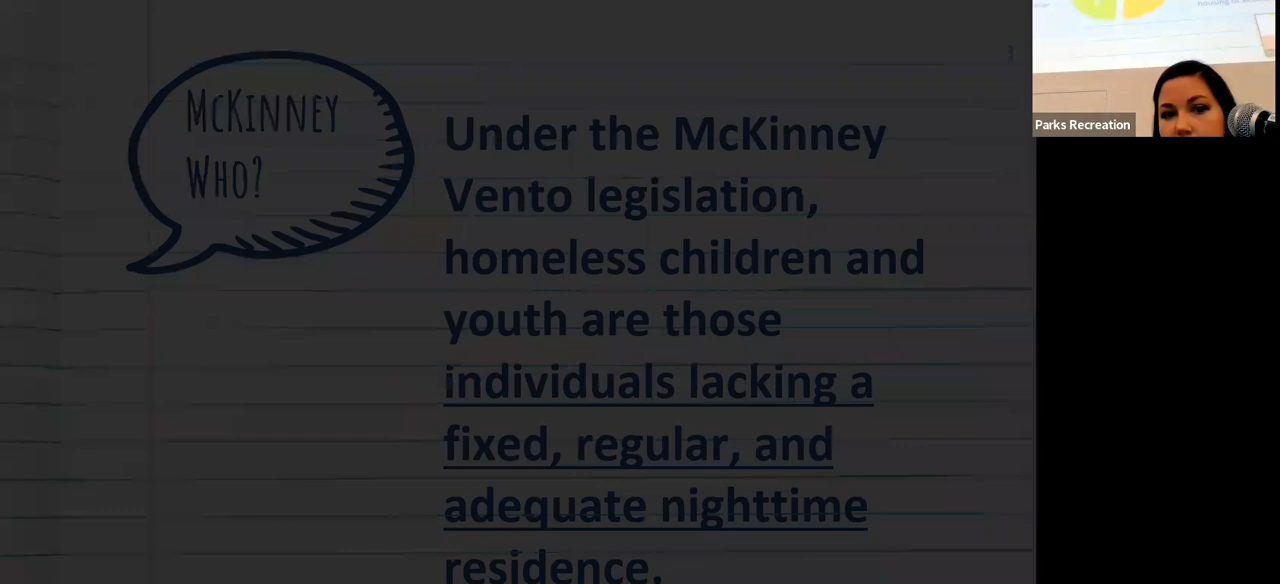 McKinney
Who?
Under the McKinney
Vento legislation,
homeless children and
youth are those
individuals lacking a
fixed, regular, and
adequate nighttime
residence.
Parks Recreation